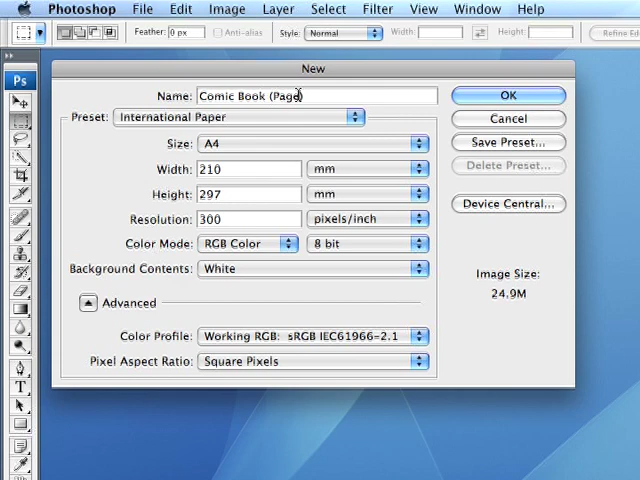 Photoshop File Edit Image Layer Select Filter View Window Help
Feather: 0 px Anti-alias Style: Normal Width: Height: Refine Ed
Ps
New
Name: Comic Book (Page)
OK
Preset: International Paper
Cancel
Size: A4
Save Preset...
Width: 210 mm
Delete Preset...
Height: 297 mm
Device Central...
Resolution: 300 pixels/inch
Color Mode: RGB Color 8 bit
Background Contents: White
Image Size:
24.9M
Advanced
Color Profile: Working RGB: sRGB IEC61966-2.1
Pixel Aspect Ratio: Square Pixels
T